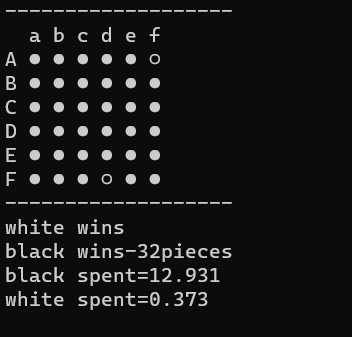 -------------------
a b c d e f
A ● ● ● ● ● ○
B ● ● ● ● ● ●
C ● ● ● ● ● ●
D ● ● ● ● ● ●
E ● ● ● ● ● ●
F ● ● ● ○ ● ●
-------------------
white wins
black wins-32pieces
black spent=12.931
white spent=0.373